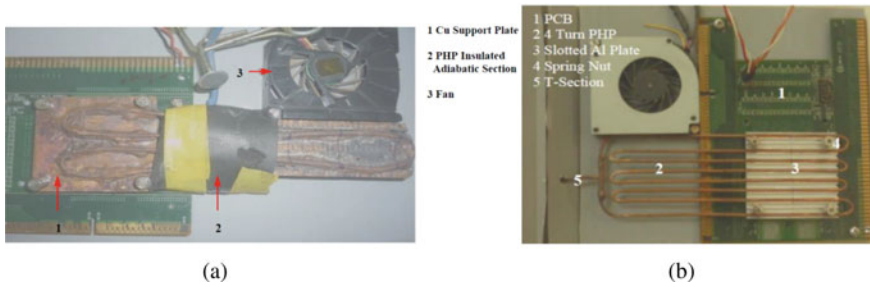 1 Cu Support Plate
2 PHP Insulated
Adiabatic Section
3 Fan
3
1
2
(a)
1 PCB
2 4 Turn PHP
3 Slotted Al Plate
4 Spring Nut
5 T-Section
1
4
5
2
3
(b)